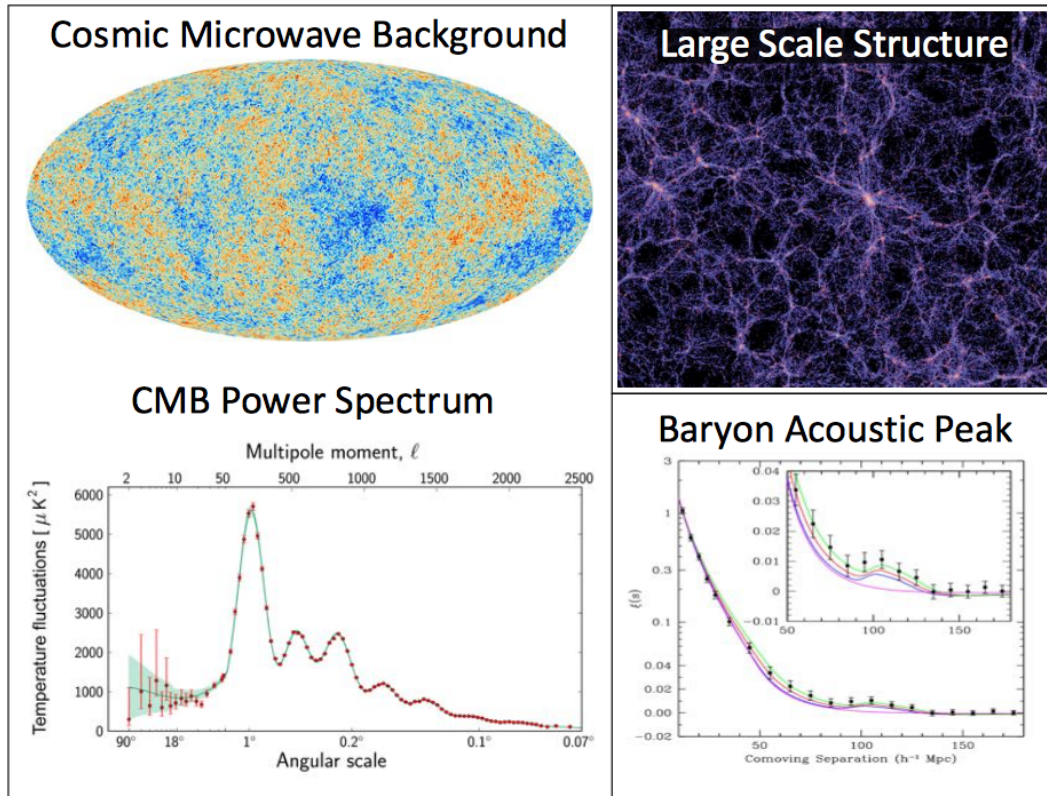 Cosmic Microwave Background
Large Scale Structure
CMB Power Spectrum
Multipole moment, ℓ
2 10 50 500 1000 1500 2000 2500
Temperature fluctuations [ μ K² ]
6000
5000
4000
3000
2000
1000
0
90° 18° 1° 0.2° 0.1° 0.07°
Angular scale
Baryon Acoustic Peak
ξ(s)
3
1
0.3
0.1
0.04
0.02
0.00
−0.02
0.04
0.03
0.02
0.01
0
−0.01
50 100 150
50 100 150
Comoving Separation (h⁻¹ Mpc)